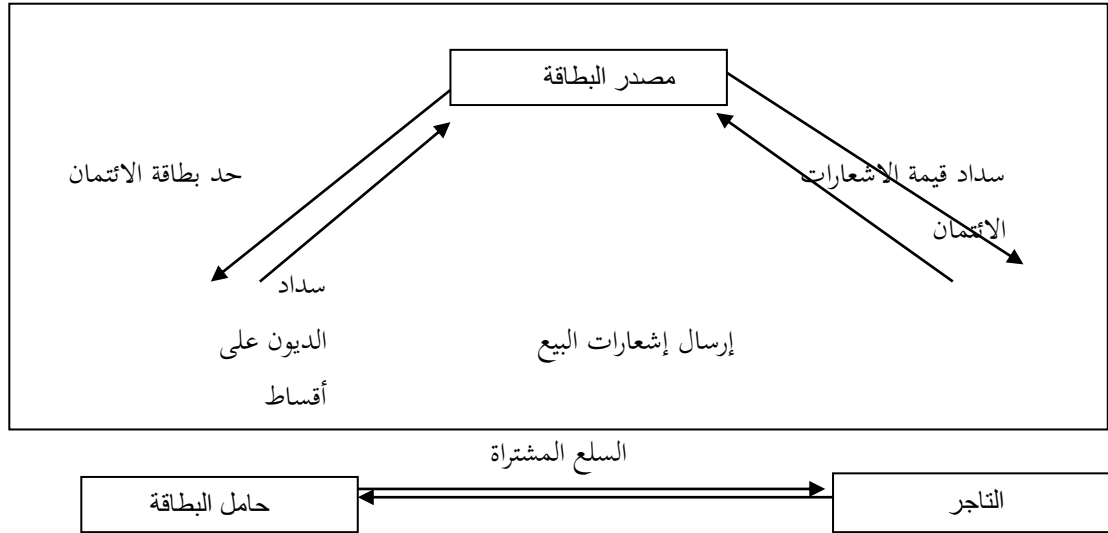 مصدر البطاقة
سداد قيمة الاشعارات
الائتمان
حد بطاقة الائتمان
سداد
الديون على
أقساط
إرسال إشعارات البيع
السلع المشتراة
التاجر
حامل البطاقة